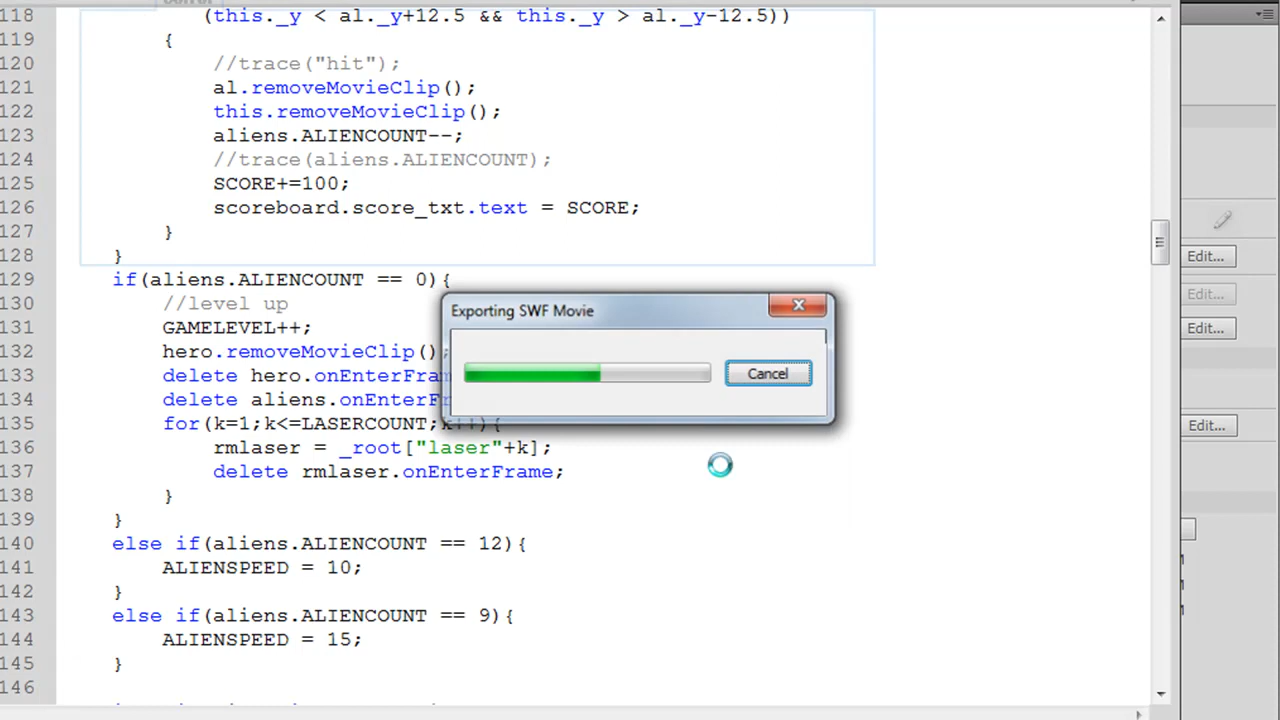 118 (this._y < al._y+12.5 && this._y > al._y-12.5))
119 {
120 //trace("hit");
121 al.removeMovieClip();
122 this.removeMovieClip();
123 aliens.ALIENCOUNT--;
124 //trace(aliens.ALIENCOUNT);
125 SCORE+=100;
126 scoreboard.score_txt.text = SCORE;
127 }
128 }
129 if(aliens.ALIENCOUNT == 0){
130 //level up
131 GAMELEVEL++;
132 hero.removeMovieClip();
133 delete hero.onEnterFram
134 delete aliens.onEnterF
135 for(k=1;k<=LASERCOUNT;k++){
136 rmlaser = _root["laser"+k];
137 delete rmlaser.onEnterFrame;
138 }
139 }
140 else if(aliens.ALIENCOUNT == 12){
141 ALIENSPEED = 10;
142 }
143 else if(aliens.ALIENCOUNT == 9){
144 ALIENSPEED = 15;
145 }
146
Exporting SWF Movie
Cancel
Edit...
Edit...
Edit...
Edit...